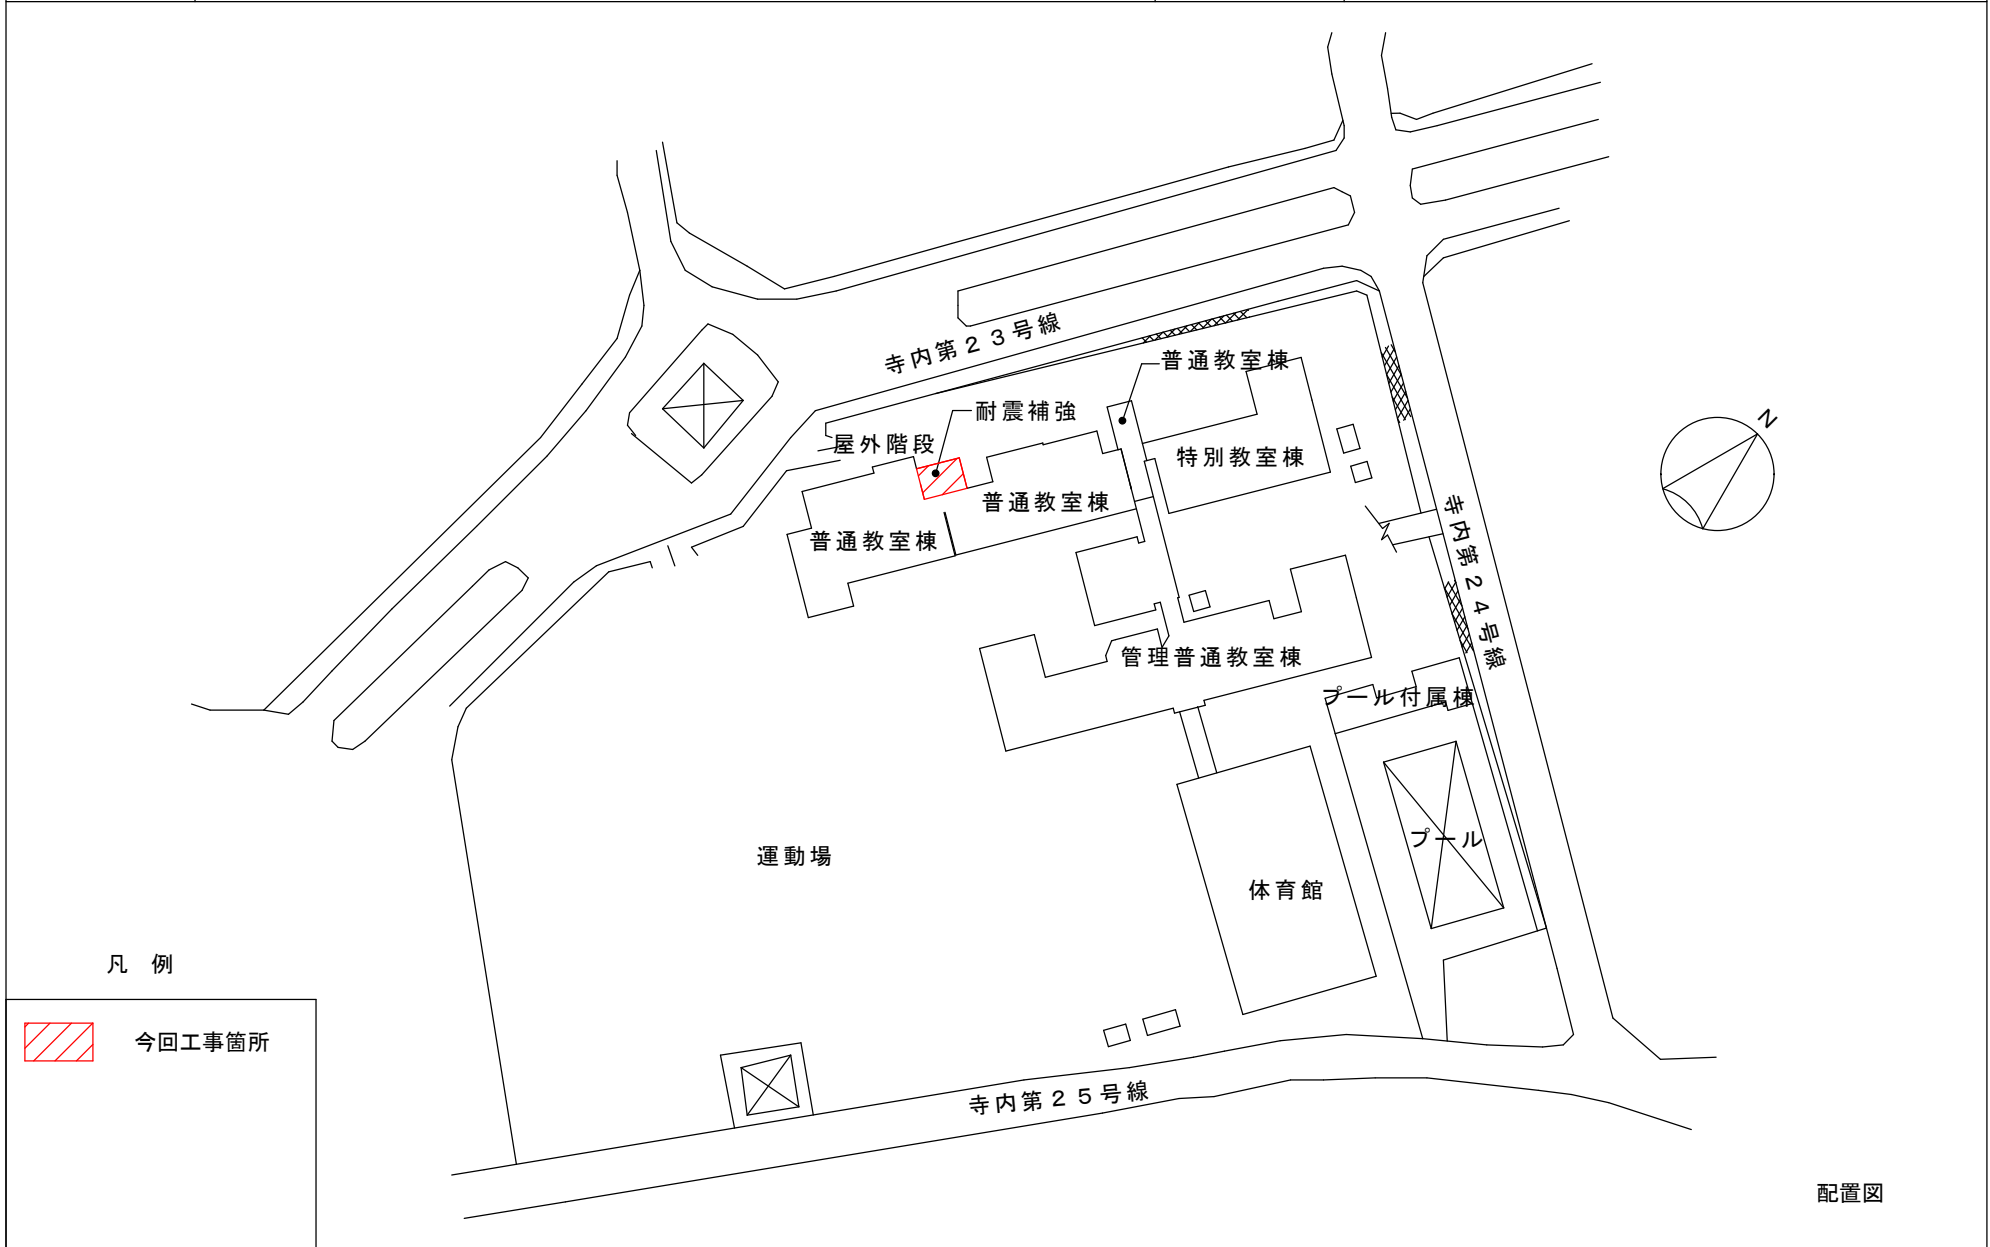 寺内第２３号線
普通教室棟
耐震補強
屋外階段
特別教室棟
普通教室棟
普通教室棟
N
寺内第２４号線
管理普通教室棟
プール付属棟
プール
運動場
体育館
凡　例
今回工事箇所
寺内第２５号線
配置図